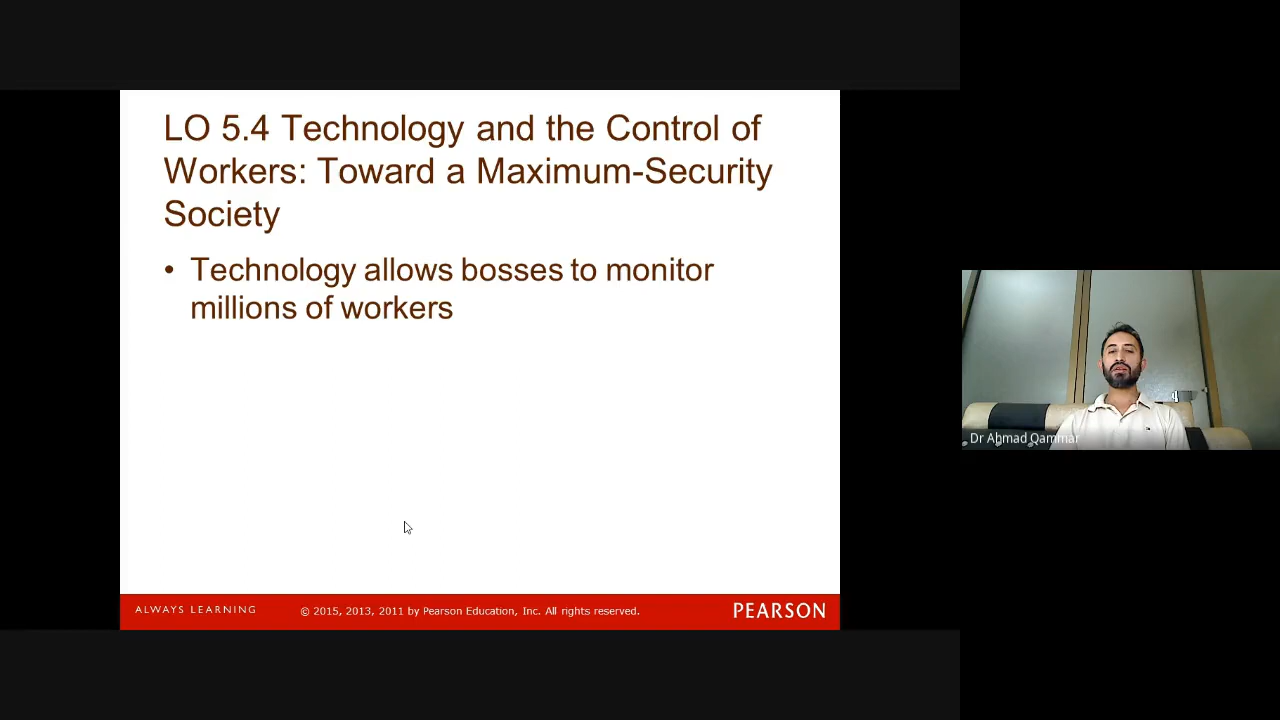 LO 5.4 Technology and the Control of
Workers: Toward a Maximum-Security
Society
• Technology allows bosses to monitor
millions of workers
ALWAYS LEARNING
© 2015, 2013, 2011 by Pearson Education, Inc. All rights reserved.
PEARSON
Dr Ahmad Qammar